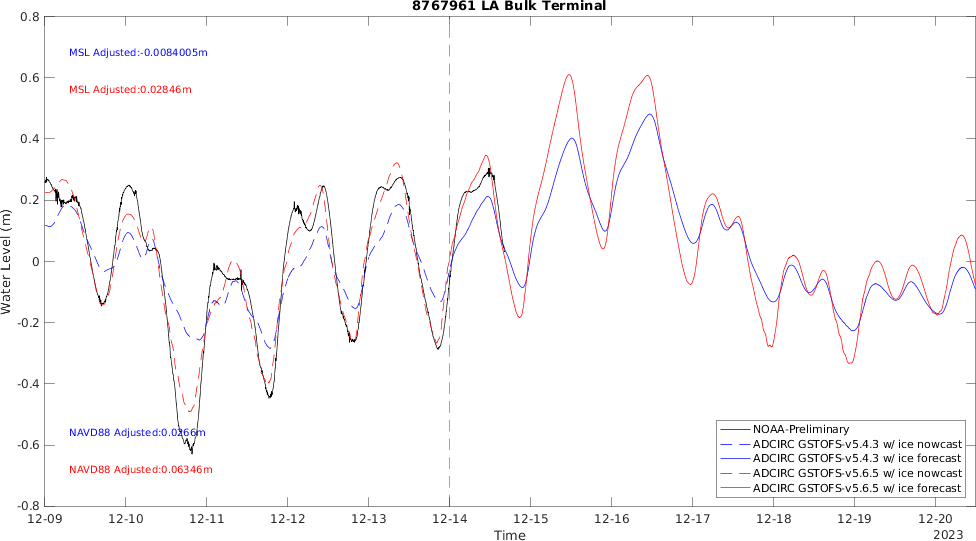 8767961 LA Bulk Terminal
0.8
0.6
0.4
0.2
0
-0.2
-0.4
-0.6
-0.8
Water Level (m)
MSL Adjusted:-0.0084005m
MSL Adjusted:0.02846m
NAVD88 Adjusted:0.0266m
NAVD88 Adjusted:0.06346m
NOAA-Preliminary
ADCIRC GSTOFS-v5.4.3 w/ ice nowcast
ADCIRC GSTOFS-v5.4.3 w/ ice forecast
ADCIRC GSTOFS-v5.6.5 w/ ice nowcast
ADCIRC GSTOFS-v5.6.5 w/ ice forecast
12-09 12-10 12-11 12-12 12-13 12-14 12-15 12-16 12-17 12-18 12-19 12-20
Time
2023